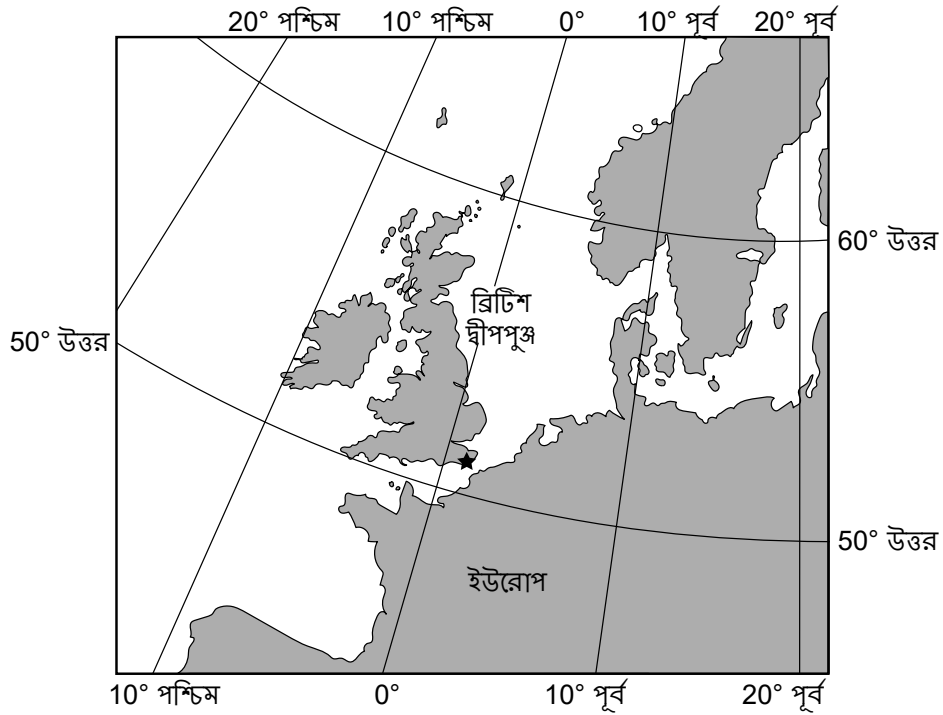 20° পশ্চিম 10° পশ্চিম 0° 10° পূর্ব 20° পূর্ব
60° উত্তর
ব্রিটিশ
দ্বীপপুঞ্জ
50° উত্তর
50° উত্তর
ইউরোপ
10° পশ্চিম 0° 10° পূর্ব 20° পূর্ব